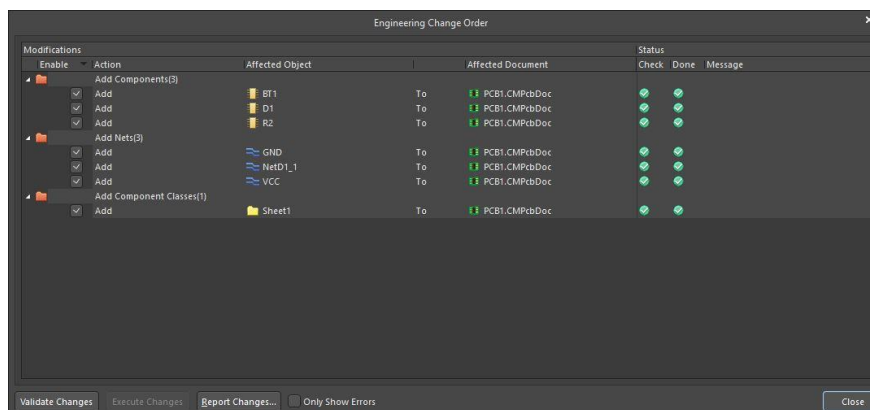 Engineering Change Order
Modifications Status
Enable Action Affected Object Affected Document Check Done Message
Add Components(3)
Add BT1 To PCB1.CMPcbDoc
Add D1 To PCB1.CMPcbDoc
Add R2 To PCB1.CMPcbDoc
Add Nets(3)
Add GND To PCB1.CMPcbDoc
Add NetD1_1 To PCB1.CMPcbDoc
Add VCC To PCB1.CMPcbDoc
Add Component Classes(1)
Add Sheet1 To PCB1.CMPcbDoc
Validate Changes Execute Changes Report Changes... Only Show Errors Close